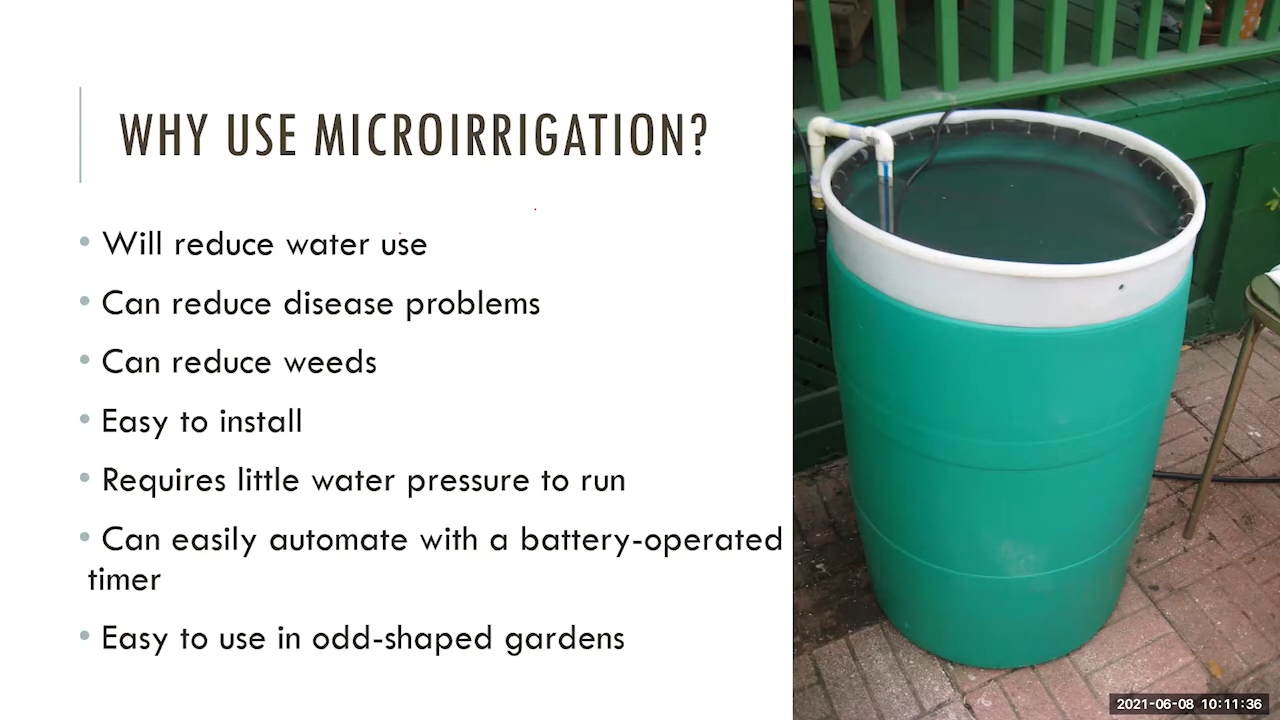 WHY USE MICROIRRIGATION?
• Will reduce water use
• Can reduce disease problems
• Can reduce weeds
• Easy to install
• Requires little water pressure to run
• Can easily automate with a battery-operated
timer
• Easy to use in odd-shaped gardens
2021-06-08 10:11:36